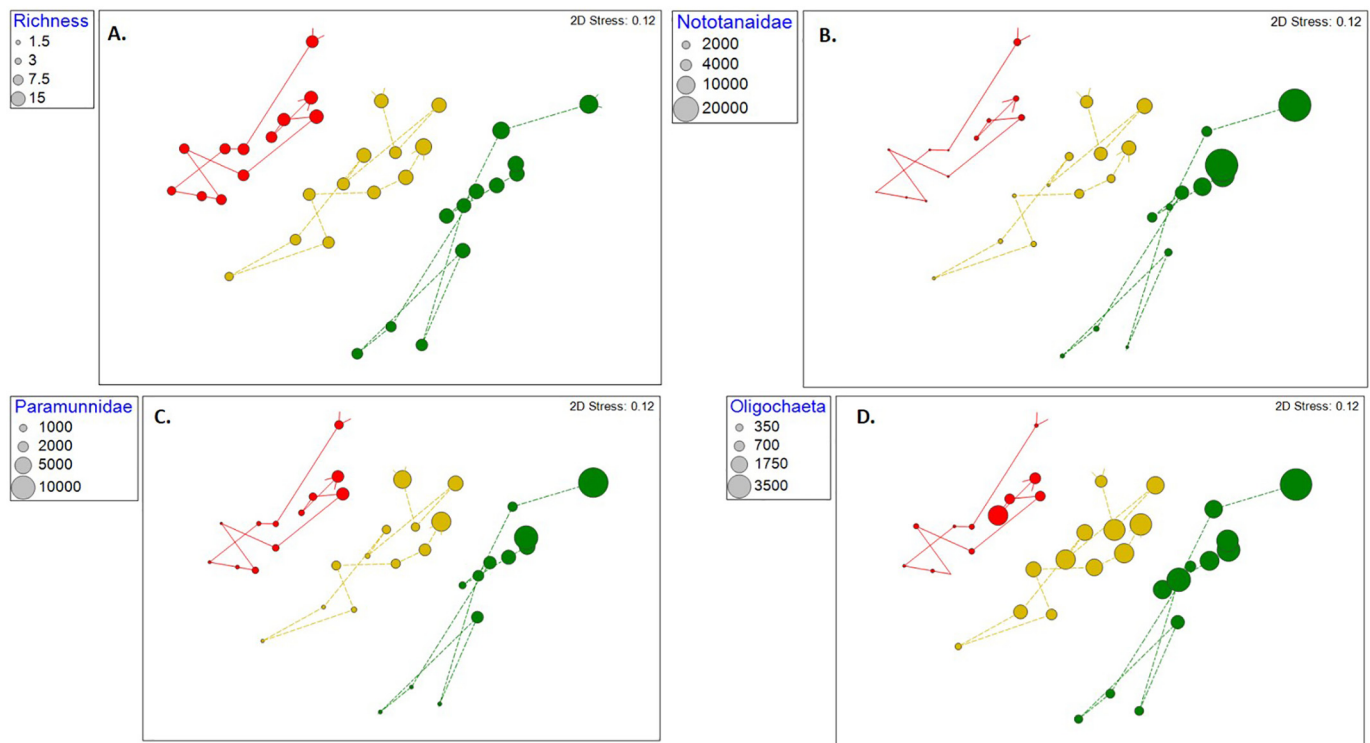 Richness
1.5
3
7.5
15
A.
2D Stress: 0.12
Nototanaidae
2000
4000
10000
20000
B.
2D Stress: 0.12
Paramunnidae
1000
2000
5000
10000
C.
2D Stress: 0.12
Oligochaeta
350
700
1750
3500
D.
2D Stress: 0.12